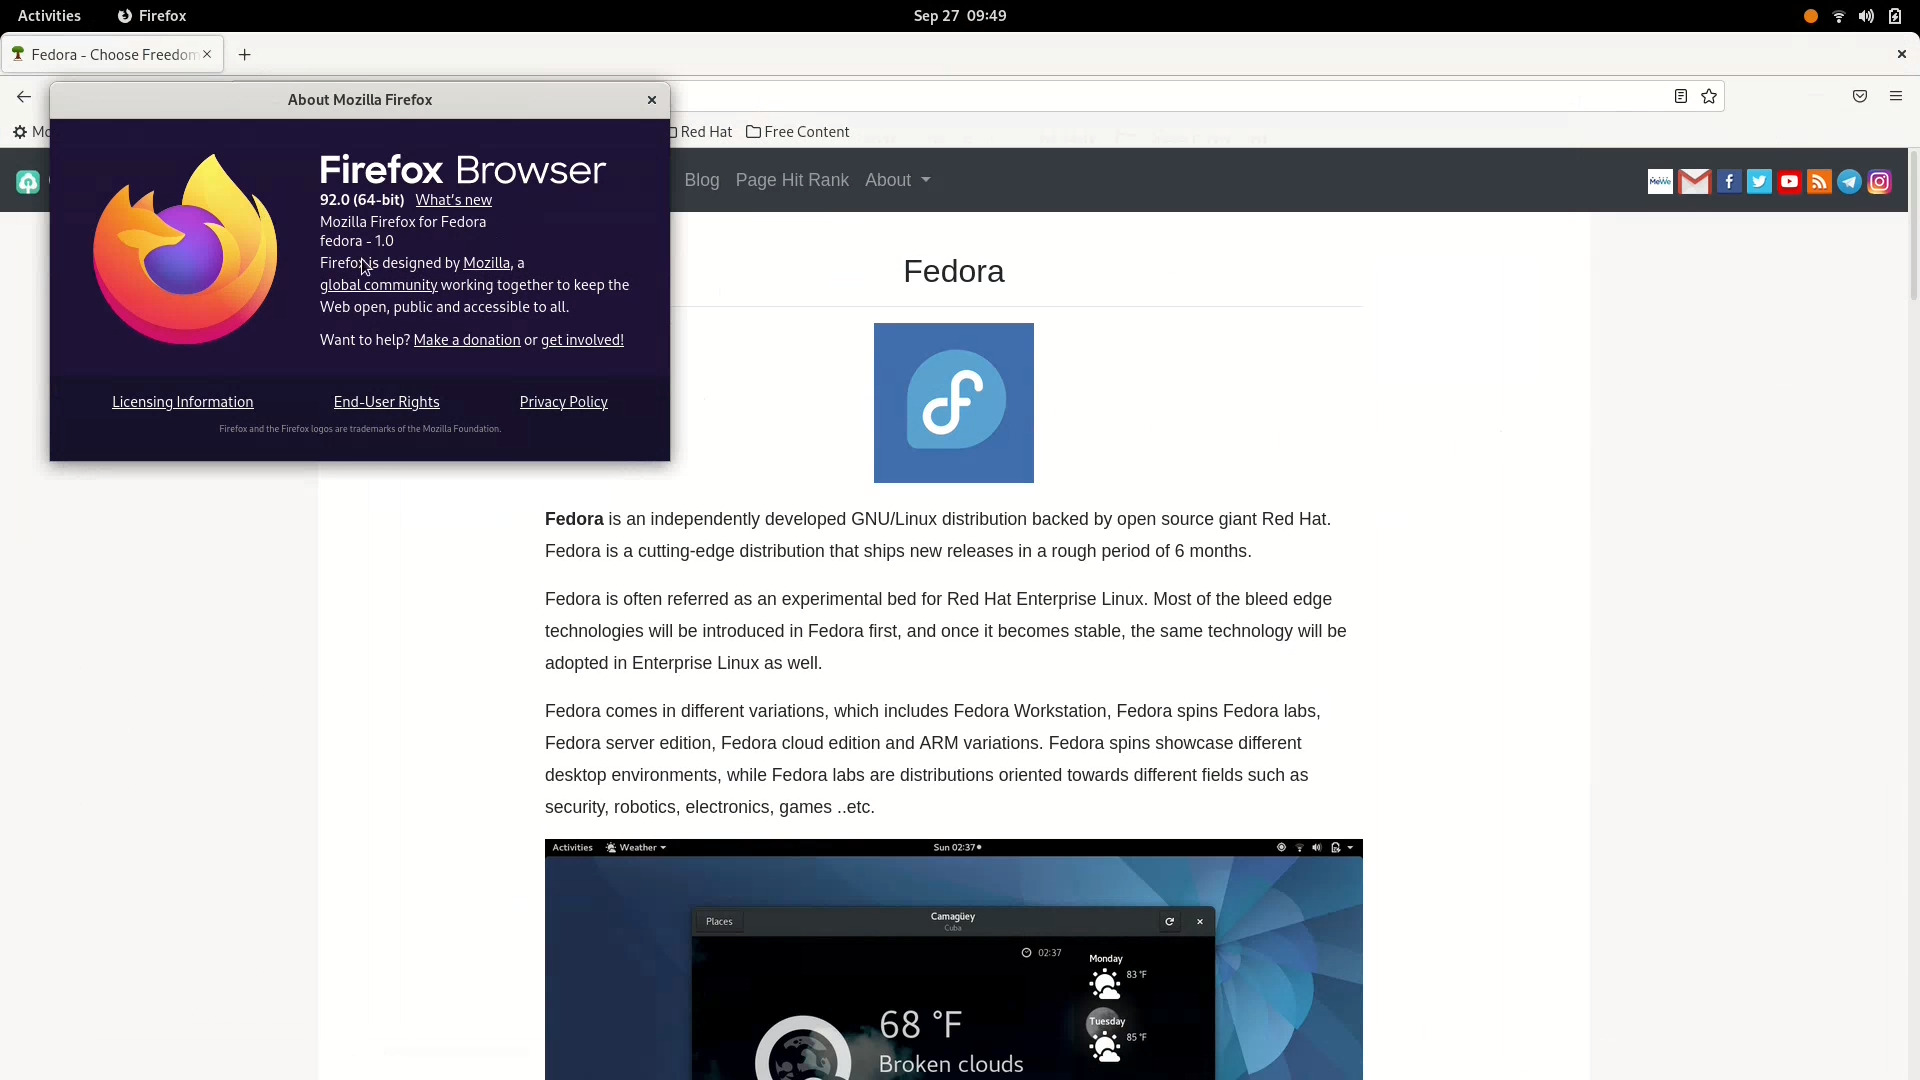 Activities Firefox Sep 27 09:49
Fedora - Choose Freedom
About Mozilla Firefox
Red Hat Free Content
Firefox Browser
92.0 (64-bit) What's new
Mozilla Firefox for Fedora
fedora - 1.0
Firefox is designed by Mozilla, a
global community working together to keep the
Web open, public and accessible to all.
Want to help? Make a donation or get involved!
Licensing Information End-User Rights Privacy Policy
Firefox and the Firefox logos are trademarks of the Mozilla Foundation.
Blog Page Hit Rank About
MeWe
Fedora
Fedora is an independently developed GNU/Linux distribution backed by open source giant Red Hat.
Fedora is a cutting-edge distribution that ships new releases in a rough period of 6 months.
Fedora is often referred as an experimental bed for Red Hat Enterprise Linux. Most of the bleed edge
technologies will be introduced in Fedora first, and once it becomes stable, the same technology will be
adopted in Enterprise Linux as well.
Fedora comes in different variations, which includes Fedora Workstation, Fedora spins Fedora labs,
Fedora server edition, Fedora cloud edition and ARM variations. Fedora spins showcase different
desktop environments, while Fedora labs are distributions oriented towards different fields such as
security, robotics, electronics, games ..etc.
Activities Weather Sun 02:37
Places Camagüey
Cuba
02:37
Monday
83 °F
68 °F
Tuesday
85 °F
Broken clouds